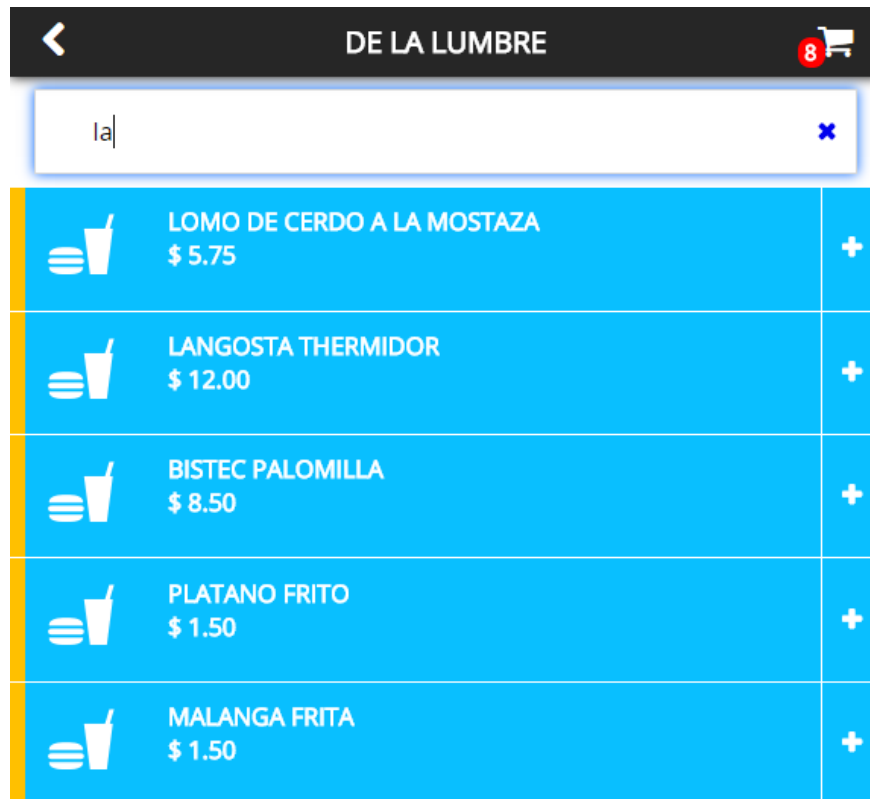 DE LA LUMBRE
8
la
LOMO DE CERDO A LA MOSTAZA
$ 5.75
LANGOSTA THERMIDOR
$ 12.00
BISTEC PALOMILLA
$ 8.50
PLATANO FRITO
$ 1.50
MALANGA FRITA
$ 1.50